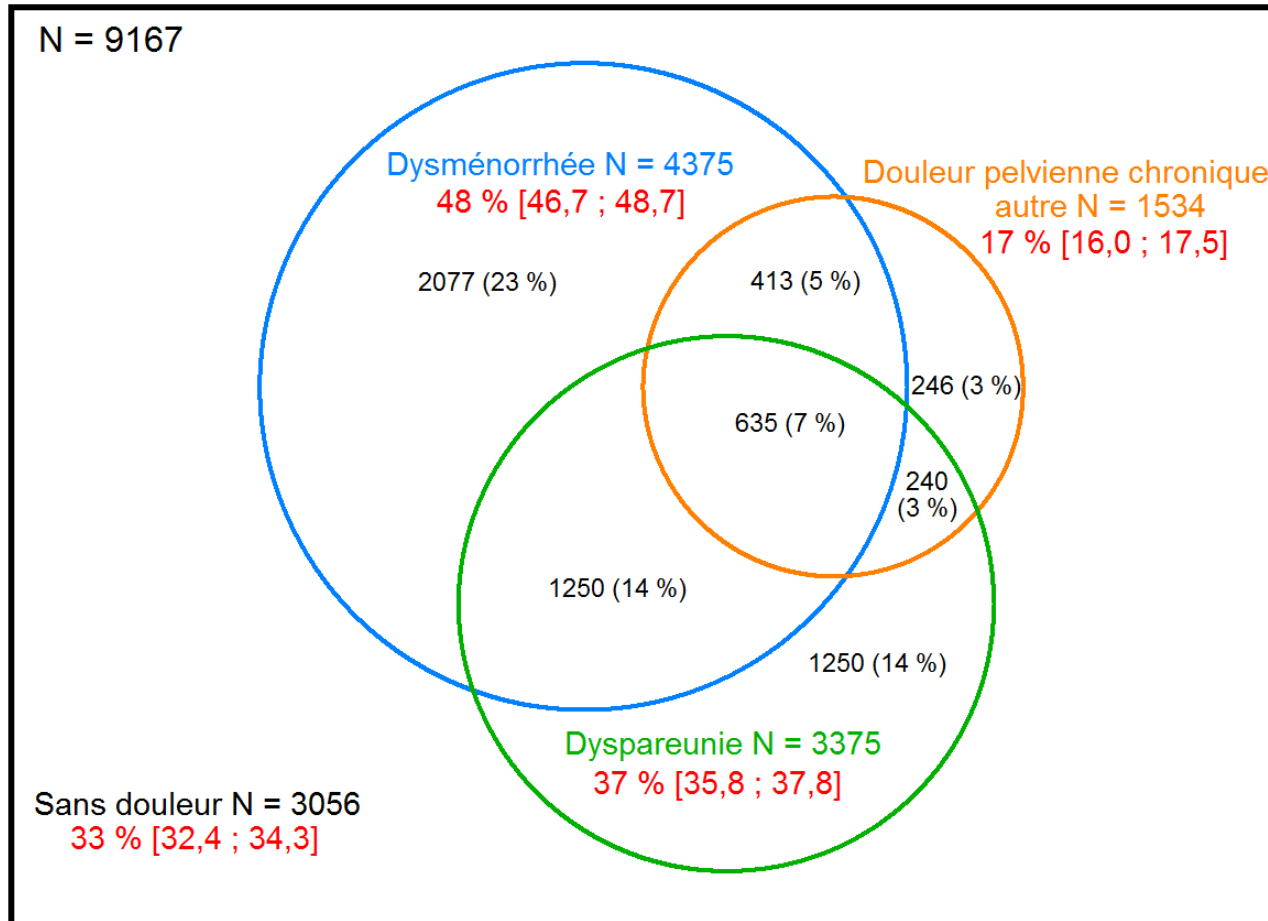 N = 9167
Dysménorrhée N = 4375
48 % [46,7 ; 48,7]
Douleur pelvienne chronique
autre N = 1534
17 % [16,0 ; 17,5]
2077 (23 %)
413 (5 %)
246 (3 %)
635 (7 %)
240
(3 %)
1250 (14 %)
1250 (14 %)
Dyspareunie N = 3375
37 % [35,8 ; 37,8]
Sans douleur N = 3056
33 % [32,4 ; 34,3]